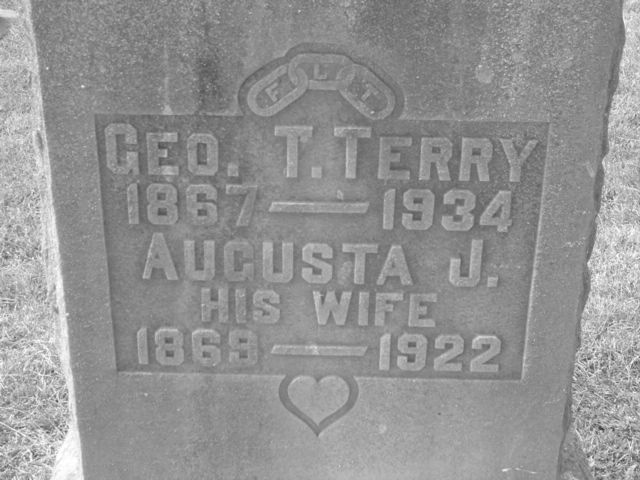 F L T
GEO. T. TERRY
1867 — 1934
AUGUSTA J.
HIS WIFE
1869 — 1922